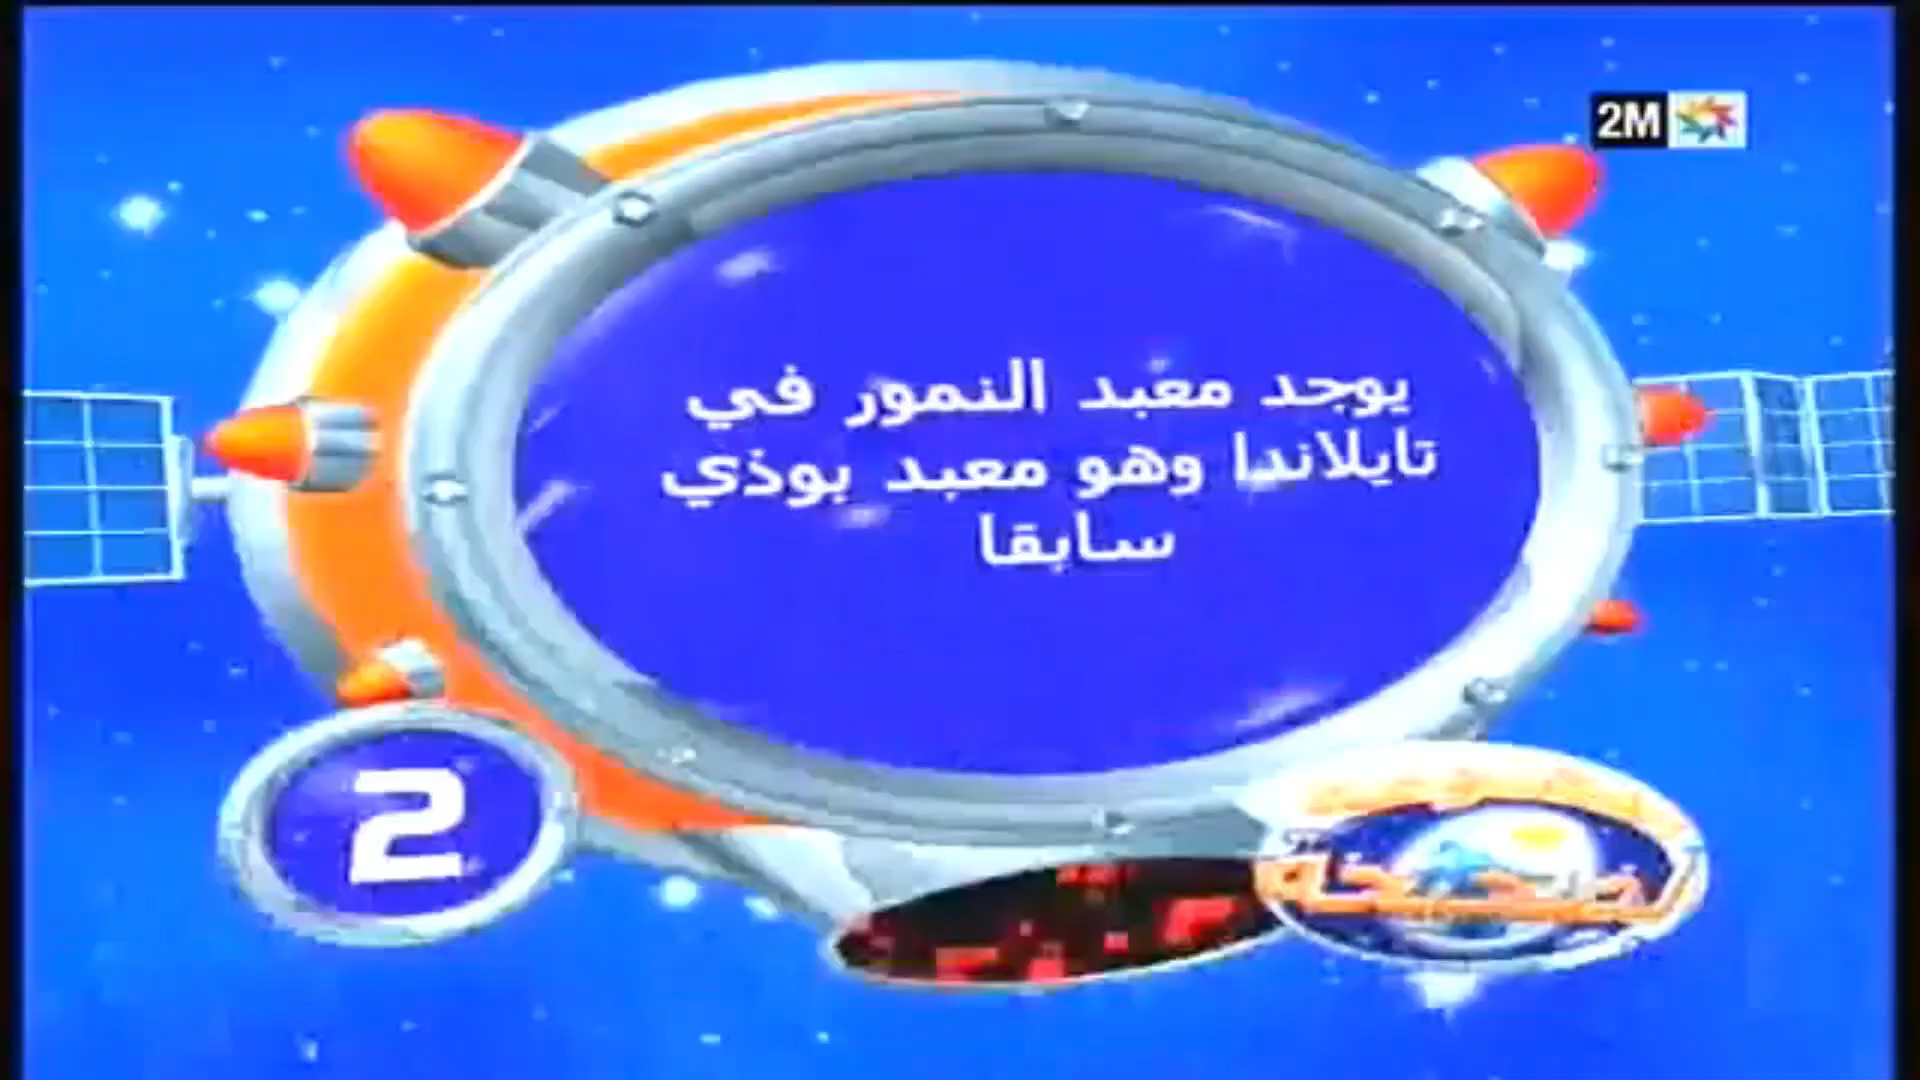 2M
يوجد معبد النمور في
تايلاندا وهو معبد بوذي
سابقا
2